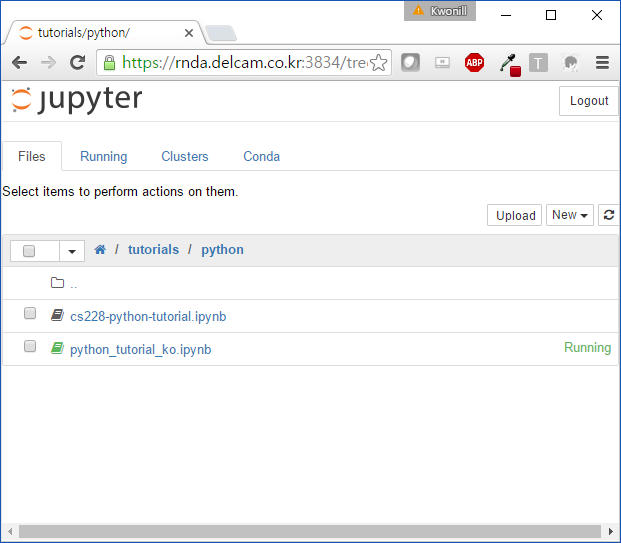 Kwonill
tutorials/python/
https://rnda.delcam.co.kr:3834/tre
ABP
T
jupyter
Logout
Files Running Clusters Conda
Select items to perform actions on them.
Upload New
/ tutorials / python
..
cs228-python-tutorial.ipynb
python_tutorial_ko.ipynb Running